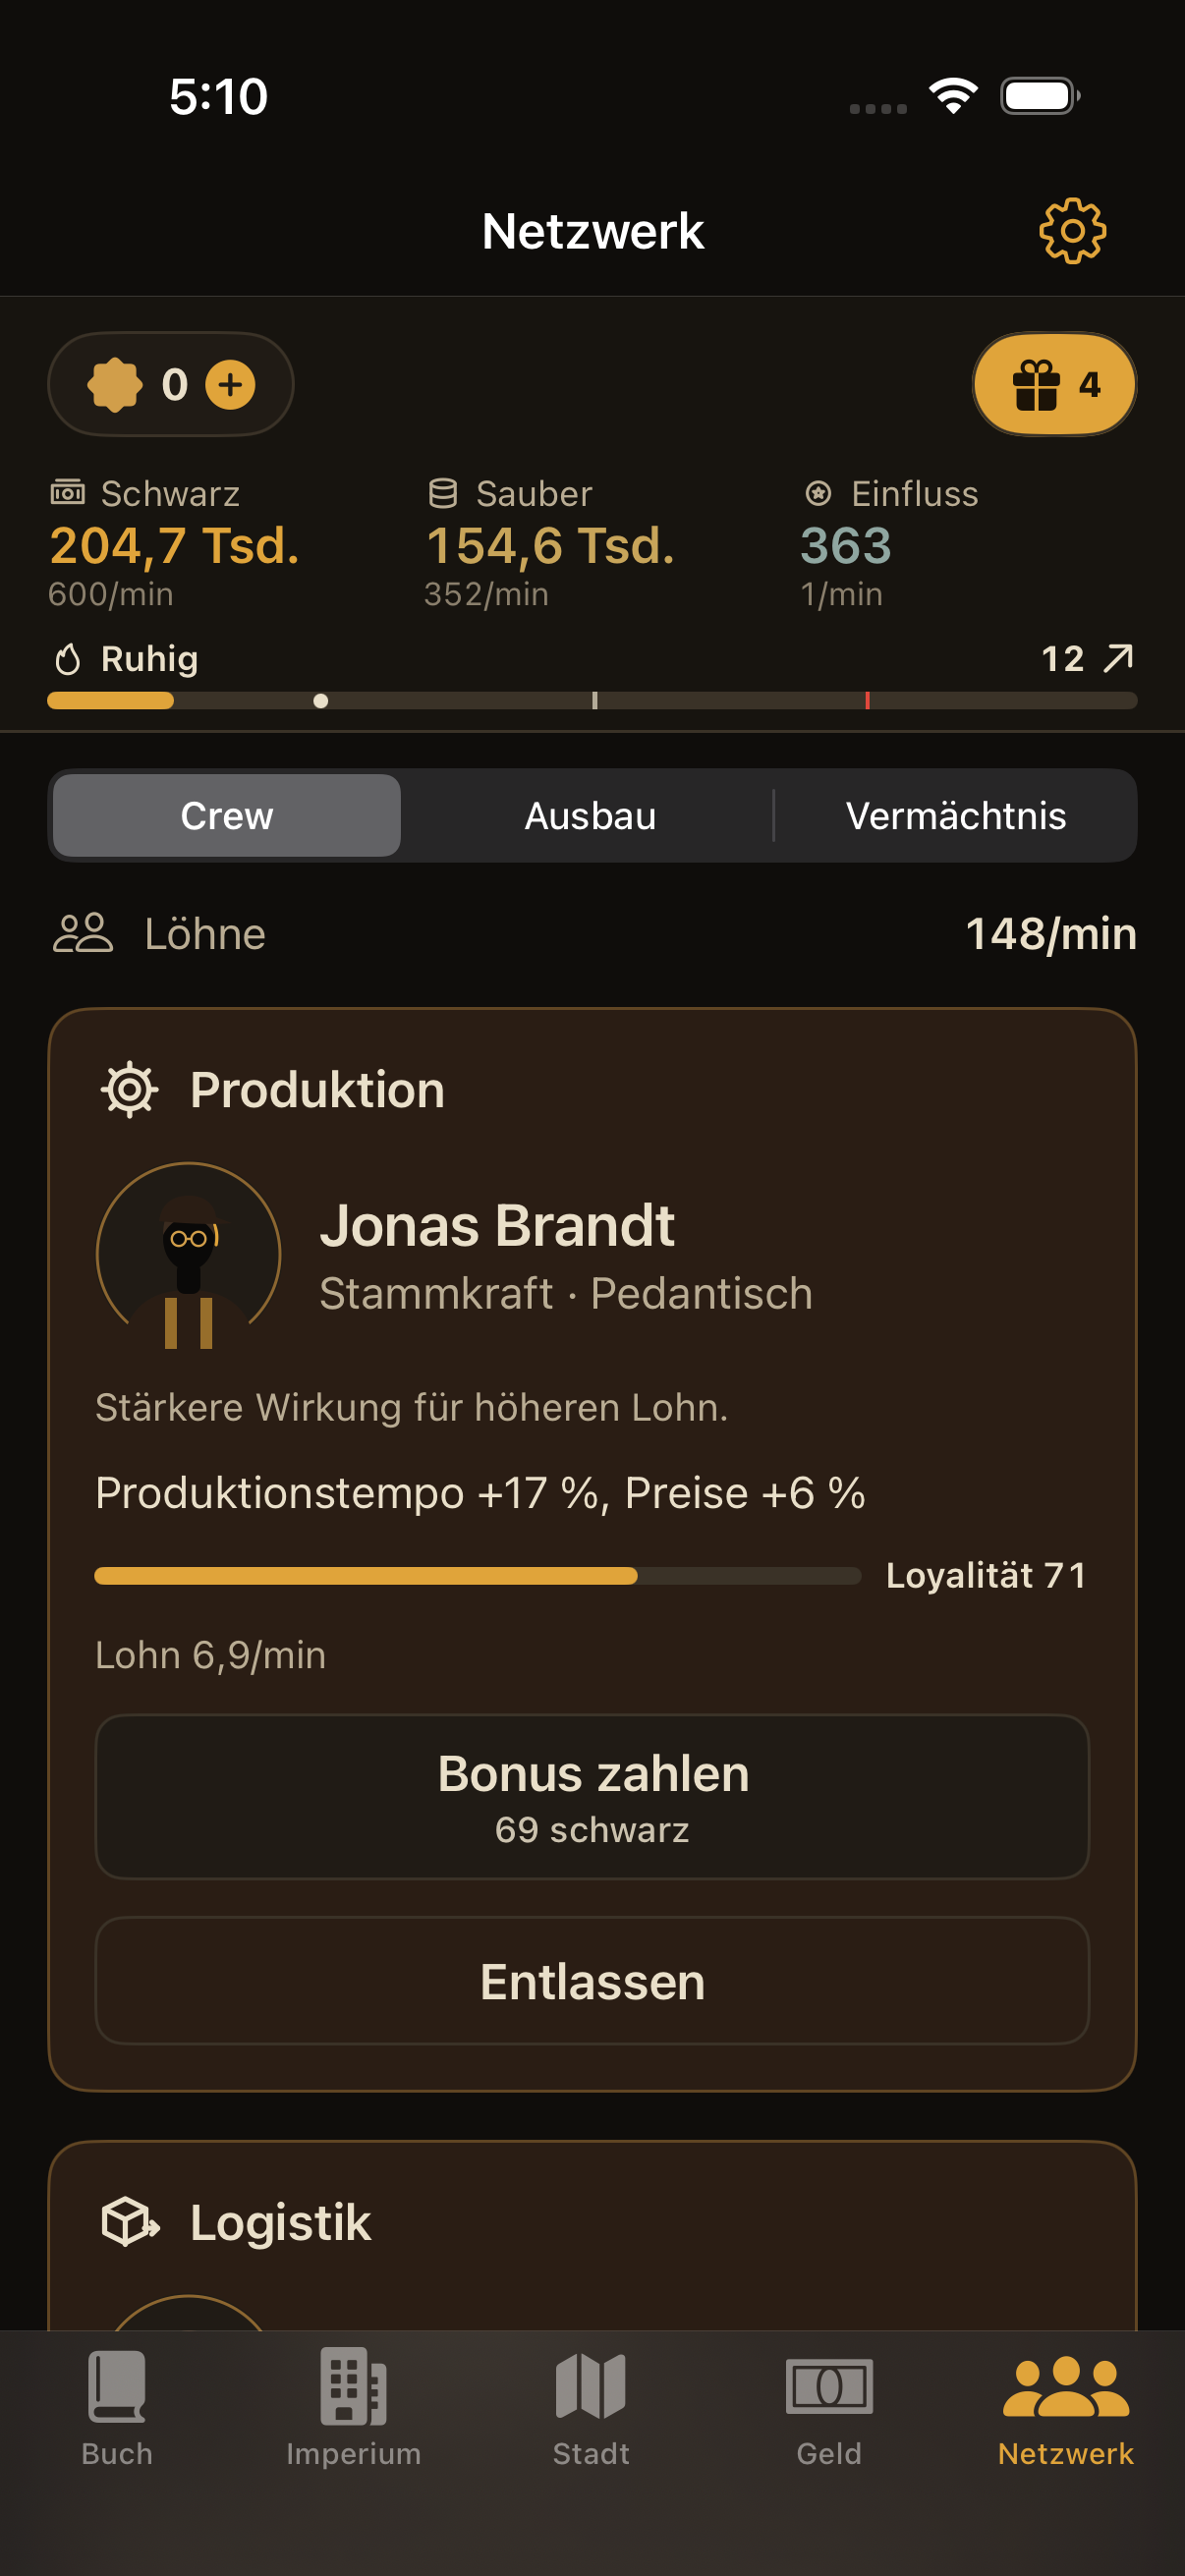 5:10
Netzwerk
0
4
Schwarz
Sauber
Einfluss
204,7 Tsd.
154,6 Tsd.
363
600/min
352/min
1/min
Ruhig
12
Crew
Ausbau
Vermächtnis
Löhne
148/min
Produktion
Jonas Brandt
Stammkraft · Pedantisch
Stärkere Wirkung für höheren Lohn.
Produktionstempo +17 %, Preise +6 %
Loyalität 71
Lohn 6,9/min
Bonus zahlen
69 schwarz
Entlassen
Logistik
Buch
Imperium
Stadt
Geld
Netzwerk